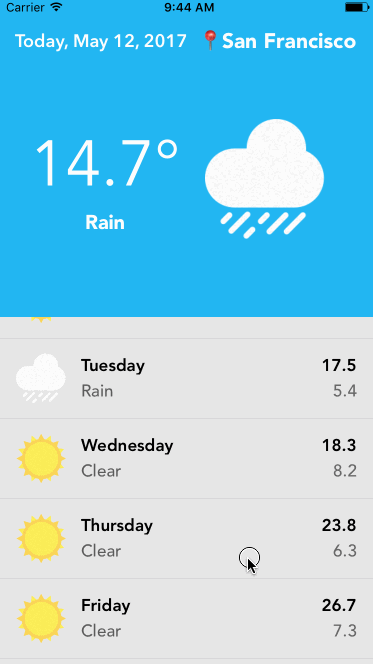 Carrier 9:44 AM
Today, May 12, 2017 San Francisco
14.7°
Rain
Tuesday 17.5
Rain 5.4
Wednesday 18.3
Clear 8.2
Thursday 23.8
Clear 6.3
Friday 26.7
Clear 7.3